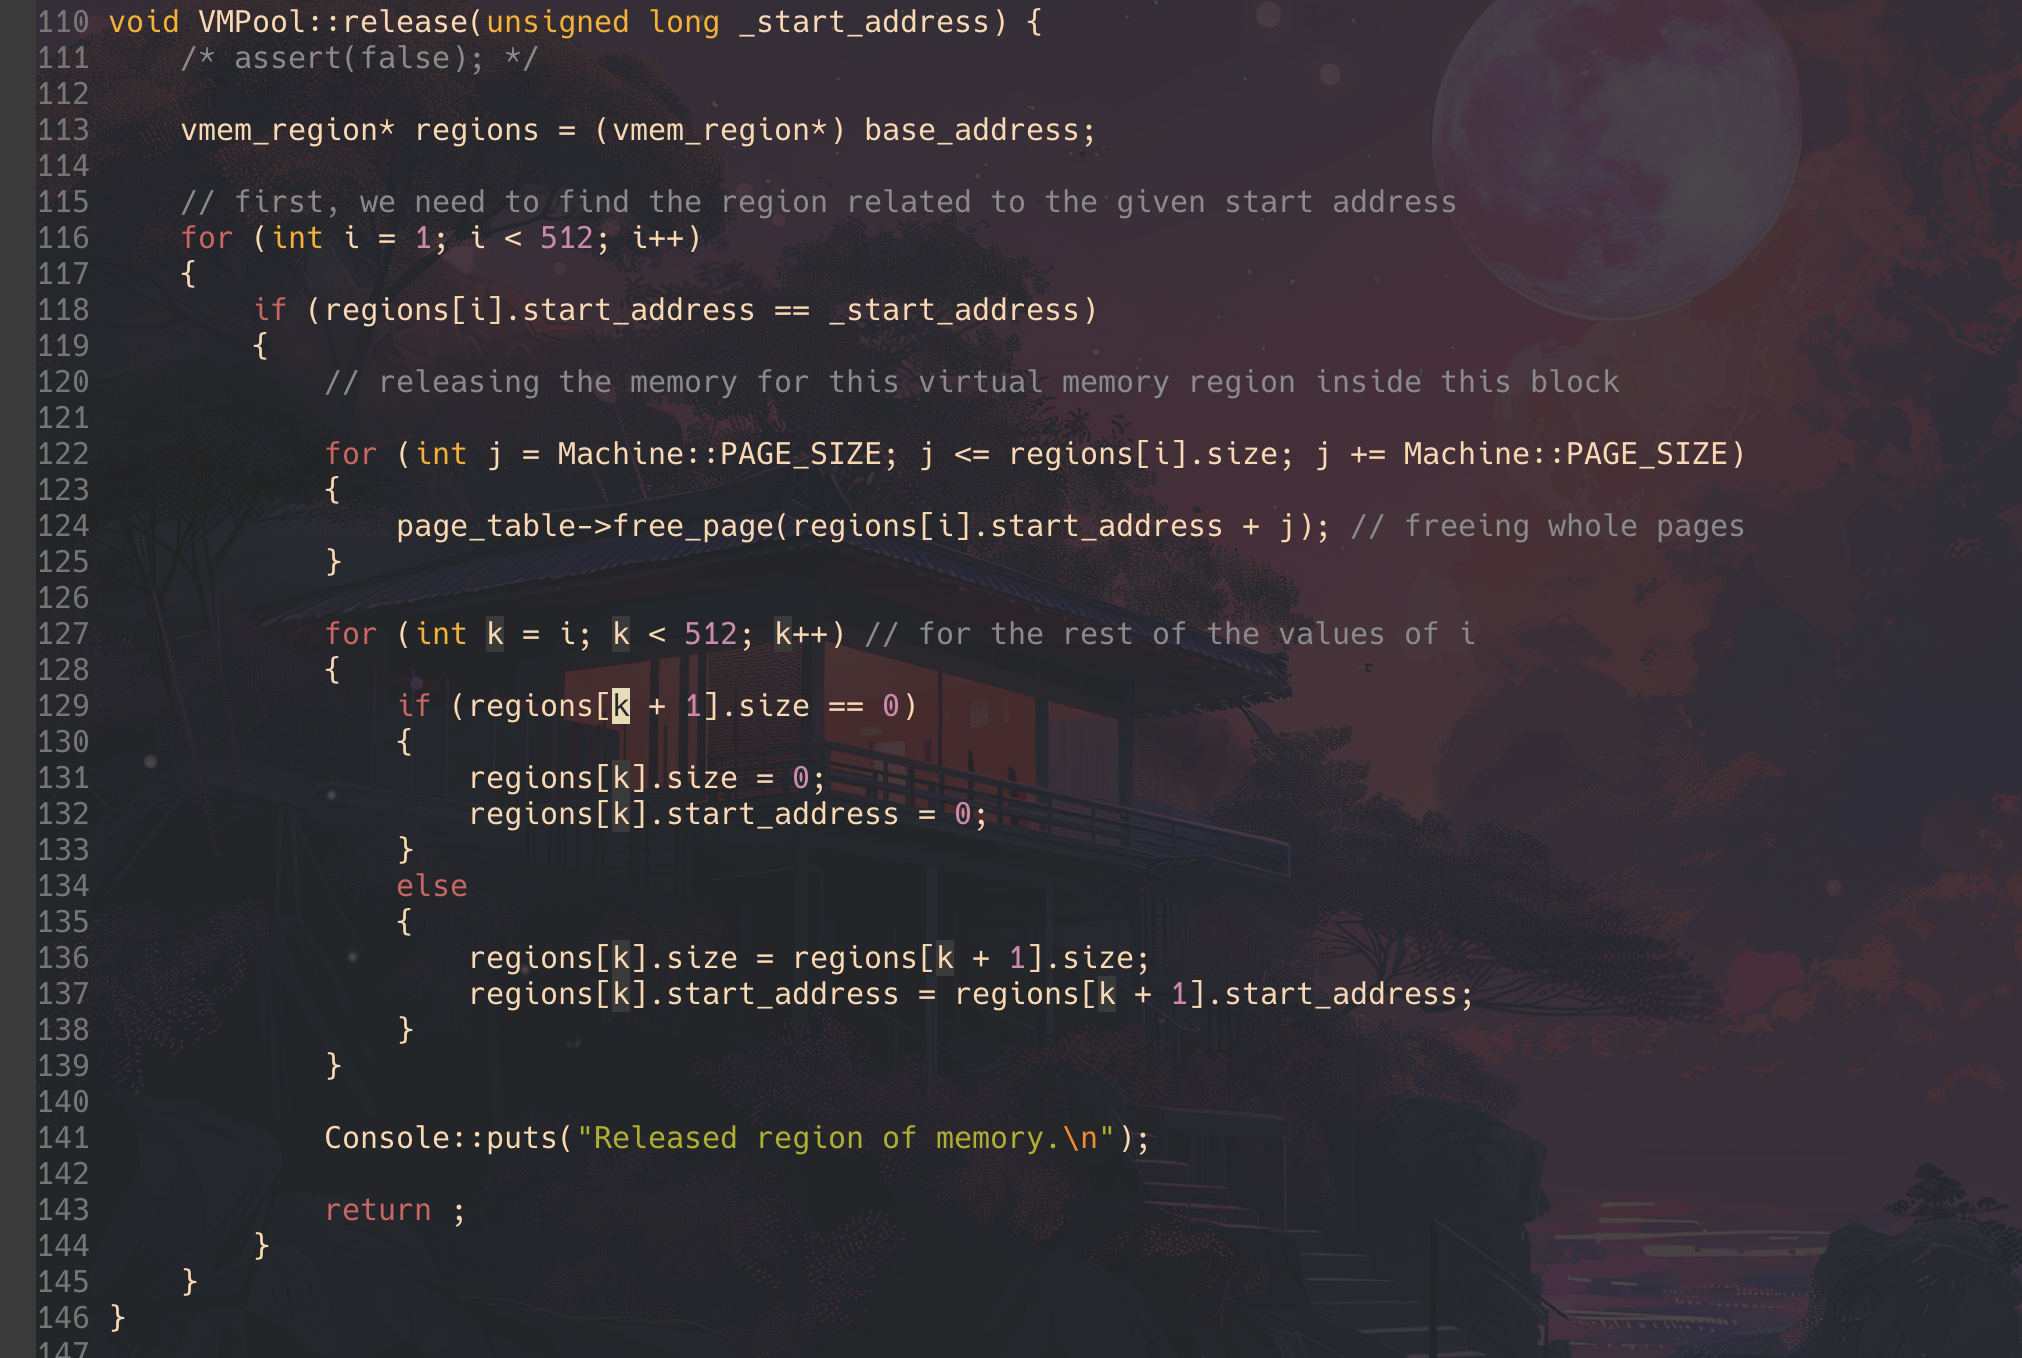 110 void VMPool::release(unsigned long _start_address) {
111     /* assert(false); */
112
113     vmem_region* regions = (vmem_region*) base_address;
114
115     // first, we need to find the region related to the given start address
116     for (int i = 1; i < 512; i++)
117     {
118         if (regions[i].start_address == _start_address)
119         {
120             // releasing the memory for this virtual memory region inside this block
121
122             for (int j = Machine::PAGE_SIZE; j <= regions[i].size; j += Machine::PAGE_SIZE)
123             {
124                 page_table->free_page(regions[i].start_address + j); // freeing whole pages
125             }
126
127             for (int k = i; k < 512; k++) // for the rest of the values of i
128             {
129                 if (regions[k + 1].size == 0)
130                 {
131                     regions[k].size = 0;
132                     regions[k].start_address = 0;
133                 }
134                 else
135                 {
136                     regions[k].size = regions[k + 1].size;
137                     regions[k].start_address = regions[k + 1].start_address;
138                 }
139             }
140
141             Console::puts("Released region of memory.\n");
142
143             return ;
144         }
145     }
146 }
147